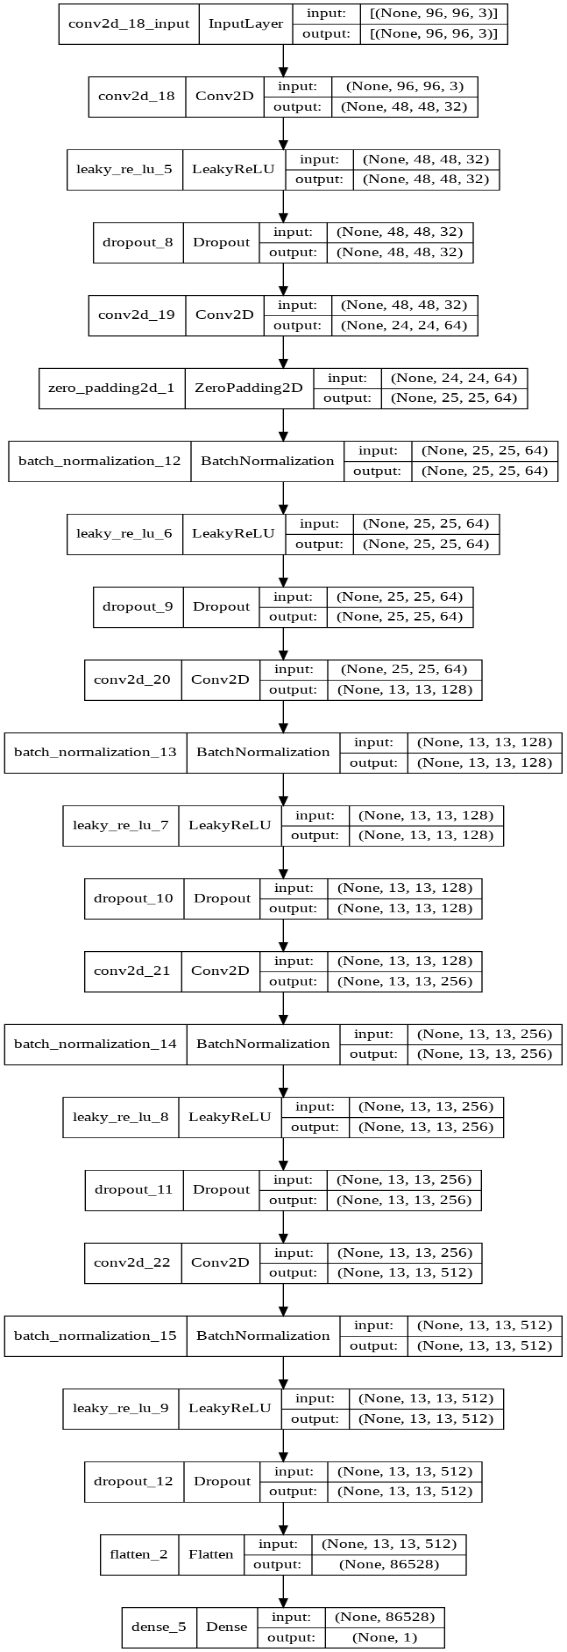 conv2d_18_input InputLayer input: [(None, 96, 96, 3)]
output: [(None, 96, 96, 3)]
conv2d_18 Conv2D input: (None, 96, 96, 3)
output: (None, 48, 48, 32)
leaky_re_lu_5 LeakyReLU input: (None, 48, 48, 32)
output: (None, 48, 48, 32)
dropout_8 Dropout input: (None, 48, 48, 32)
output: (None, 48, 48, 32)
conv2d_19 Conv2D input: (None, 48, 48, 32)
output: (None, 24, 24, 64)
zero_padding2d_1 ZeroPadding2D input: (None, 24, 24, 64)
output: (None, 25, 25, 64)
batch_normalization_12 BatchNormalization input: (None, 25, 25, 64)
output: (None, 25, 25, 64)
leaky_re_lu_6 LeakyReLU input: (None, 25, 25, 64)
output: (None, 25, 25, 64)
dropout_9 Dropout input: (None, 25, 25, 64)
output: (None, 25, 25, 64)
conv2d_20 Conv2D input: (None, 25, 25, 64)
output: (None, 13, 13, 128)
batch_normalization_13 BatchNormalization input: (None, 13, 13, 128)
output: (None, 13, 13, 128)
leaky_re_lu_7 LeakyReLU input: (None, 13, 13, 128)
output: (None, 13, 13, 128)
dropout_10 Dropout input: (None, 13, 13, 128)
output: (None, 13, 13, 128)
conv2d_21 Conv2D input: (None, 13, 13, 128)
output: (None, 13, 13, 256)
batch_normalization_14 BatchNormalization input: (None, 13, 13, 256)
output: (None, 13, 13, 256)
leaky_re_lu_8 LeakyReLU input: (None, 13, 13, 256)
output: (None, 13, 13, 256)
dropout_11 Dropout input: (None, 13, 13, 256)
output: (None, 13, 13, 256)
conv2d_22 Conv2D input: (None, 13, 13, 256)
output: (None, 13, 13, 512)
batch_normalization_15 BatchNormalization input: (None, 13, 13, 512)
output: (None, 13, 13, 512)
leaky_re_lu_9 LeakyReLU input: (None, 13, 13, 512)
output: (None, 13, 13, 512)
dropout_12 Dropout input: (None, 13, 13, 512)
output: (None, 13, 13, 512)
flatten_2 Flatten input: (None, 13, 13, 512)
output: (None, 86528)
dense_5 Dense input: (None, 86528)
output: (None, 1)